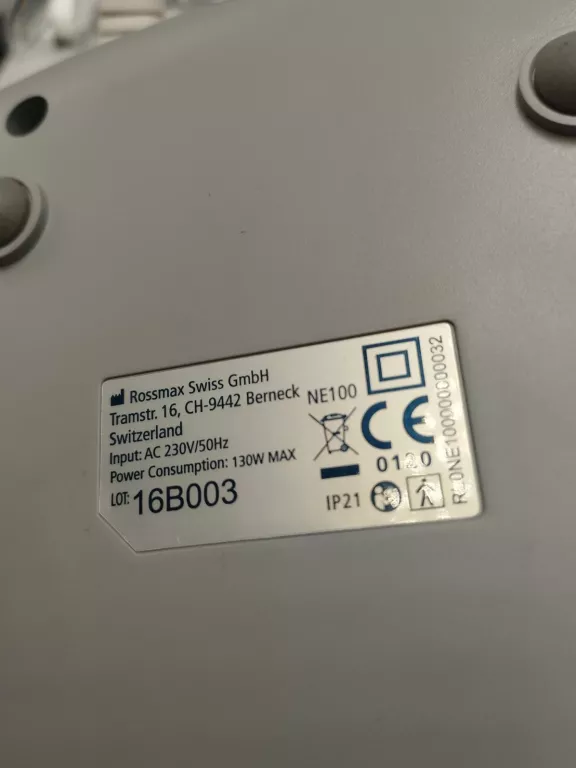 Rossmax Swiss GmbH
Tramstr. 16, CH-9442 Berneck
Switzerland
Input: AC 230V/50Hz
Power Consumption: 130W MAX
LOT: 16B003
NE100
CE
IP21